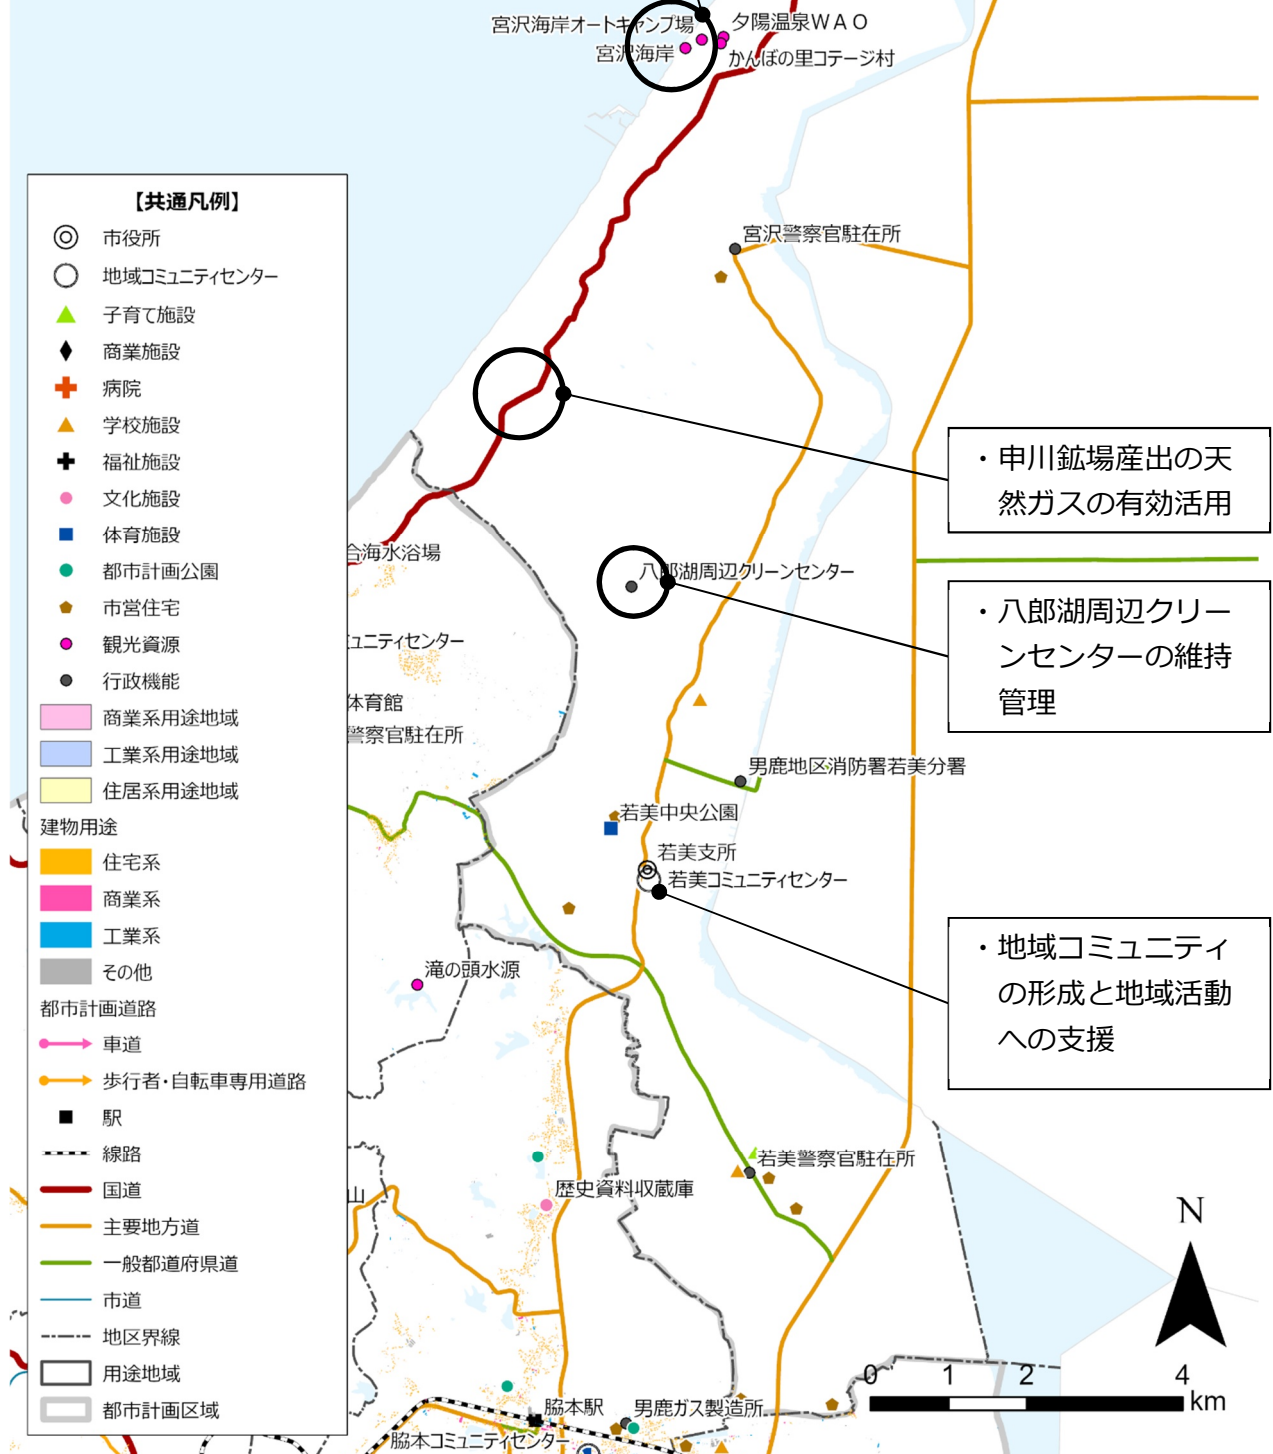 宮沢海岸オートキャンプ場
夕陽温泉WAO
宮沢海岸
かんぽの里コテージ村
【共通凡例】
市役所
地域コミュニティセンター
子育て施設
商業施設
病院
学校施設
福祉施設
文化施設
体育施設
都市計画公園
市営住宅
観光資源
行政機能
商業系用途地域
工業系用途地域
住居系用途地域
建物用途
住宅系
商業系
工業系
その他
都市計画道路
車道
歩行者・自転車専用道路
駅
線路
国道
主要地方道
一般都道府県道
市道
地区界線
用途地域
都市計画区域
宮沢警察官駐在所
・申川鉱場産出の天
然ガスの有効活用
合海水浴場
八郎湖周辺クリーンセンター
・八郎湖周辺クリー
ンセンターの維持
管理
ミュニティセンター
体育館
警察官駐在所
男鹿地区消防署若美分署
若美中央公園
若美支所
若美コミュニティセンター
・地域コミュニティ
の形成と地域活動
への支援
滝の頭水源
若美警察官駐在所
歴史資料収蔵庫
山
N
0 1 2 4
km
脇本駅
男鹿ガス製造所
脇本コミュニティセンター